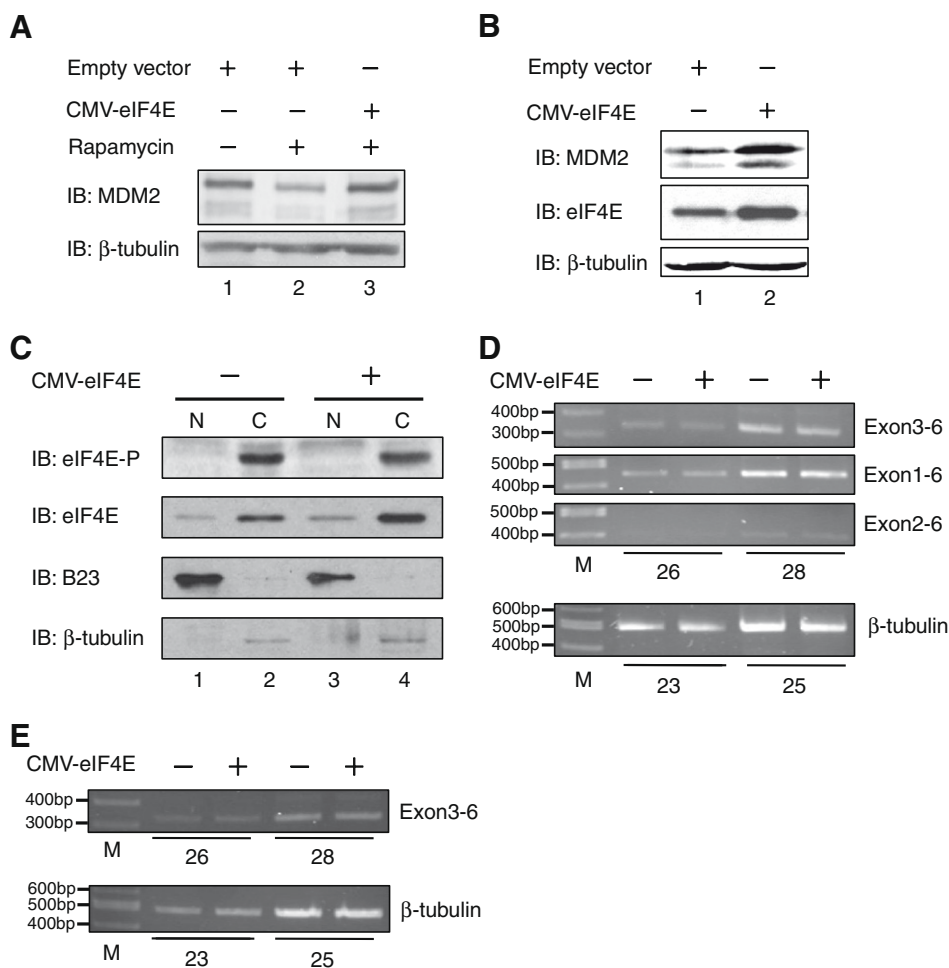 A
Empty vector + + −
CMV-eIF4E − − +
Rapamycin − + +
IB: MDM2
IB: β-tubulin
1 2 3
B
Empty vector + −
CMV-eIF4E − +
IB: MDM2
IB: eIF4E
IB: β-tubulin
1 2
C
CMV-eIF4E − +
N C N C
IB: eIF4E-P
IB: eIF4E
IB: B23
IB: β-tubulin
1 2 3 4
D
CMV-eIF4E − + − +
400bp
300bp
Exon3-6
500bp
400bp
Exon1-6
500bp
400bp
Exon2-6
M 26 28
600bp
500bp
400bp
β-tubulin
M 23 25
E
CMV-eIF4E − + − +
400bp
300bp
Exon3-6
M 26 28
600bp
500bp
400bp
β-tubulin
M 23 25